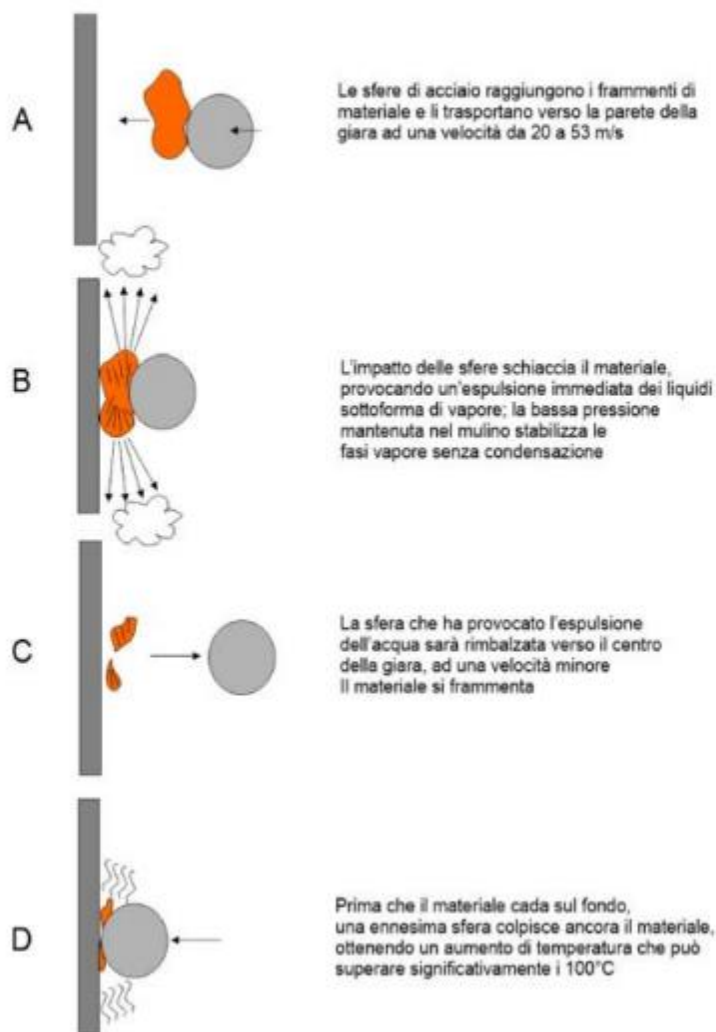 A
Le sfere di acciaio raggiungono i frammenti di
materiale e li trasportano verso la parete della
giara ad una velocità da 20 a 53 m/s
B
L'impatto delle sfere schiaccia il materiale,
provocando un'espulsione immediata dei liquidi
sottoforma di vapore; la bassa pressione
mantenuta nel mulino stabilizza le
fasi vapore senza condensazione
C
La sfera che ha provocato l'espulsione
dell'acqua sarà rimbalzata verso il centro
della giara, ad una velocità minore
Il materiale si frammenta
D
Prima che il materiale cada sul fondo,
una ennesima sfera colpisce ancora il materiale,
ottenendo un aumento di temperatura che può
superare significativamente i 100°C